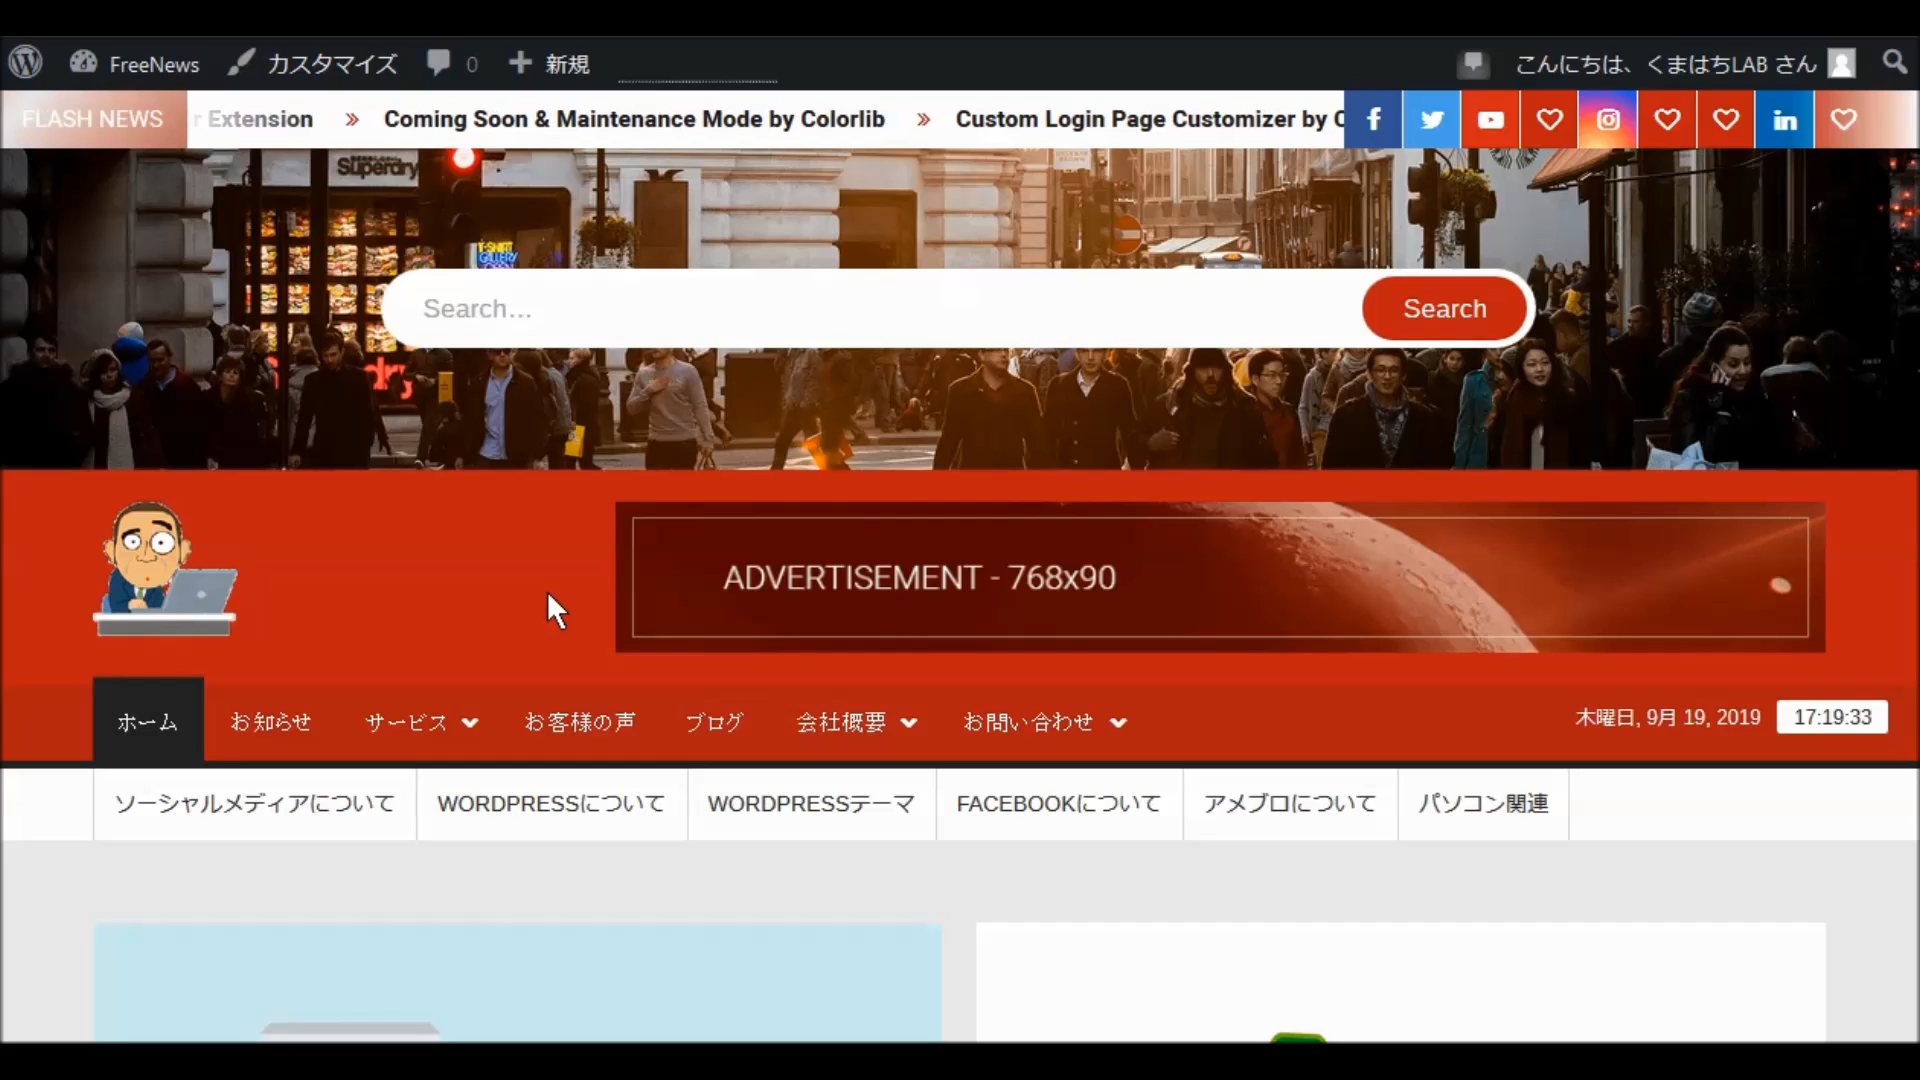 FreeNews カスタマイズ 0 新規 こんにちは、くまはちLAB さん
FLASH NEWS r Extension » Coming Soon & Maintenance Mode by Colorlib » Custom Login Page Customizer by C
Superdry
T-SHIRT
GALLERY
OPEN
Search... Search
dry
ADVERTISEMENT - 768x90
ホーム お知らせ サービス お客様の声 ブログ 会社概要 お問い合わせ 木曜日, 9月 19, 2019 17:19:33
ソーシャルメディアについて WORDPRESSについて WORDPRESSテーマ FACEBOOKについて アメブロについて パソコン関連